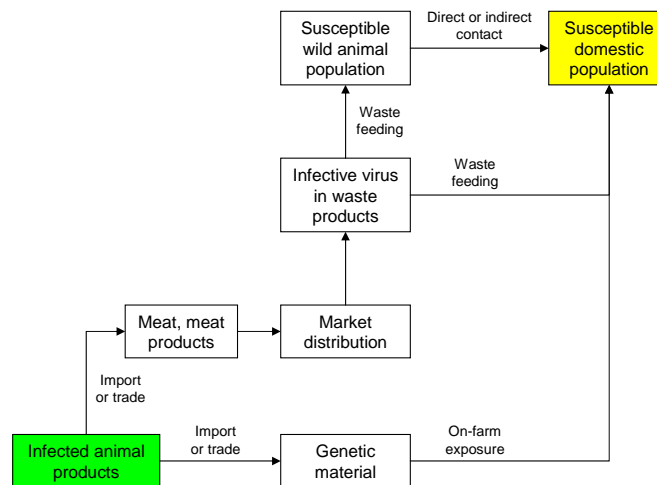 Susceptible
wild animal
population
Direct or indirect
contact
Susceptible
domestic
population
Waste
feeding
Infective virus
in waste
products
Waste
feeding
Meat, meat
products
Market
distribution
Import
or trade
Infected animal
products
Import
or trade
Genetic
material
On-farm
exposure